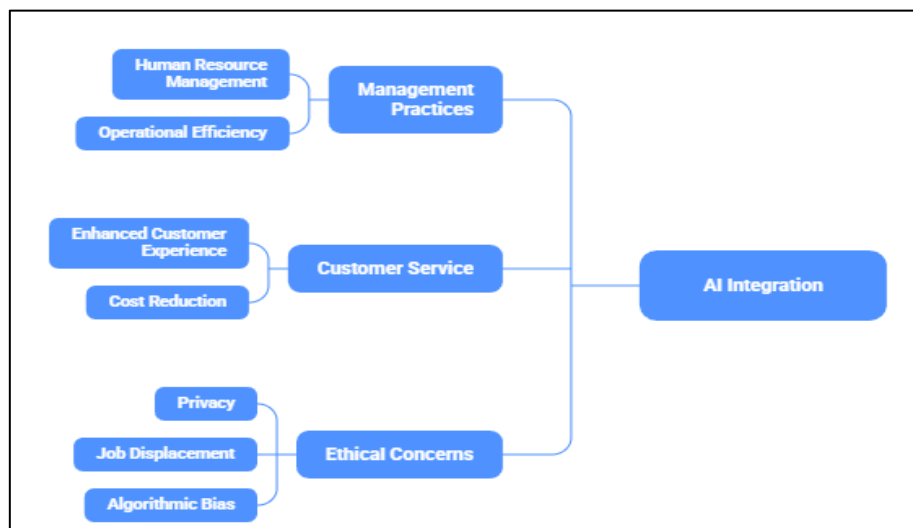 Human Resource
Management
Management
Practices
Operational Efficiency
Enhanced Customer
Experience
Customer Service
Cost Reduction
AI Integration
Privacy
Job Displacement
Ethical Concerns
Algorithmic Bias